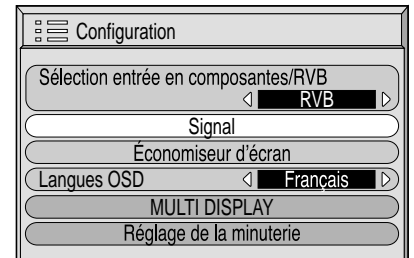 Configuration
Sélection entrée en composantes/RVB
RVB
Signal
Économiseur d'écran
Langues OSD Français
MULTI DISPLAY
Réglage de la minuterie